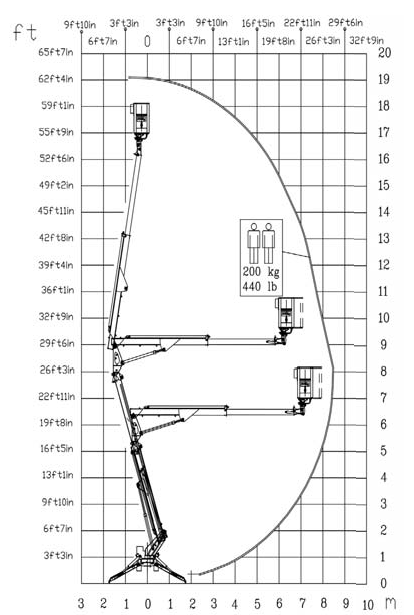 ft
9ft10in 3ft3in 3ft3in 9ft10in 16ft5in 22ft11in 29ft6in
6ft7in 0 6ft7in 13ft1in 19ft8in 26ft3in 32ft9in
65ft7in 20
62ft4in 19
59ft1in 18
55ft9in 17
52ft6in 16
49ft2in 15
45ft11in 14
42ft8in 13
39ft4in 12
200 kg
440 lb
36ft1in 11
32ft9in 10
29ft6in 9
26ft3in 8
22ft11in 7
19ft8in 6
16ft5in 5
13ft1in 4
9ft10in 3
6ft7in 2
3ft3in 1
0 0
3 2 1 0 1 2 3 4 5 6 7 8 9 10 m